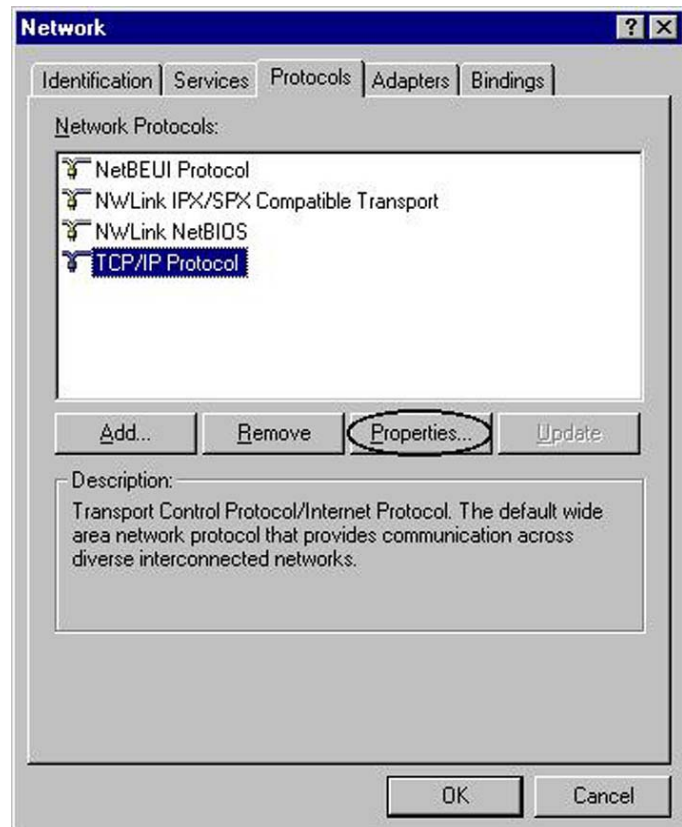 Network
Identification
Services
Protocols
Adapters
Bindings
Network Protocols:
NetBEUI Protocol
NWLink IPX/SPX Compatible Transport
NWLink NetBIOS
TCP/IP Protocol
Add...
Remove
Properties...
Update
Description:
Transport Control Protocol/Internet Protocol. The default wide
area network protocol that provides communication across
diverse interconnected networks.
OK
Cancel